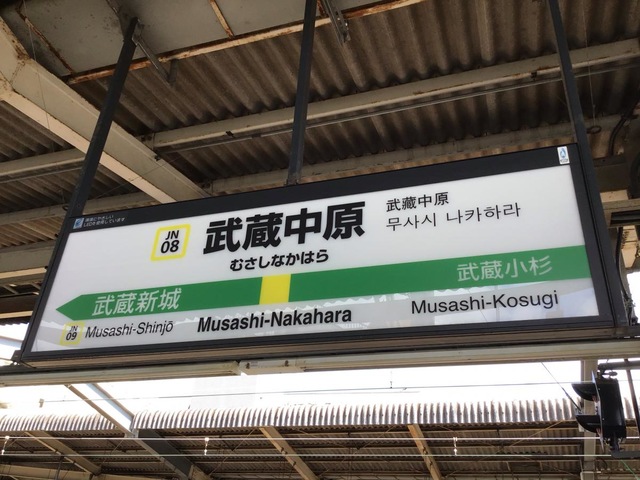 JN
08
武蔵中原
むさしなかはら
武藏中原
무사시 나카하라
武蔵新城
武蔵小杉
JN
09
Musashi-Shinjō
Musashi-Nakahara
Musashi-Kosugi